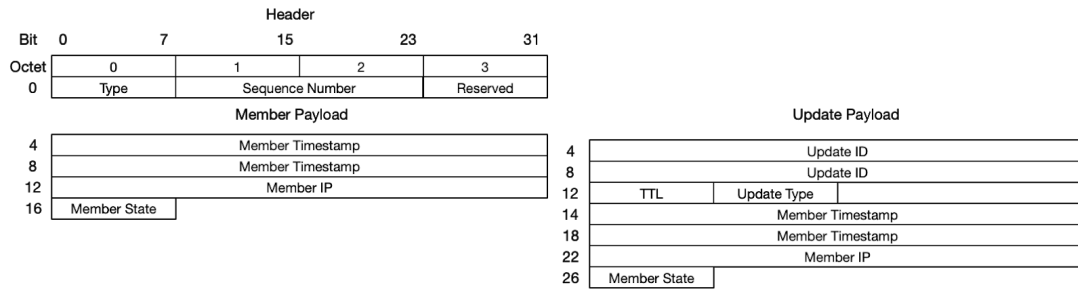 Header
Bit 0 7 15 23 31
Octet 0 1 2 3
0 Type Sequence Number Reserved
Member Payload
4 Member Timestamp
8 Member Timestamp
12 Member IP
16 Member State
Update Payload
4 Update ID
8 Update ID
12 TTL Update Type
14 Member Timestamp
18 Member Timestamp
22 Member IP
26 Member State